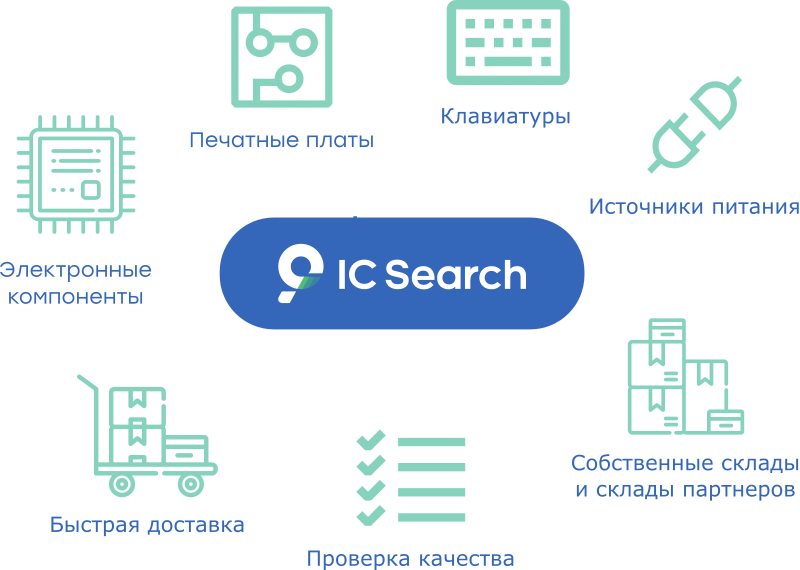 Печатные платы
Клавиатуры
Источники питания
Электронные
компоненты
IC Search
Собственные склады
и склады партнеров
Быстрая доставка
Проверка качества